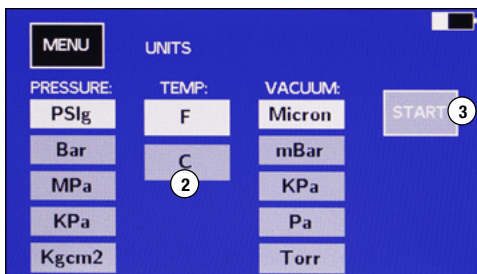 MENU UNITS
PRESSURE: TEMP: VACUUM:
PSIg F Micron START 3
Bar C mBar
2
MPa KPa
KPa Pa
Kgcm2 Torr